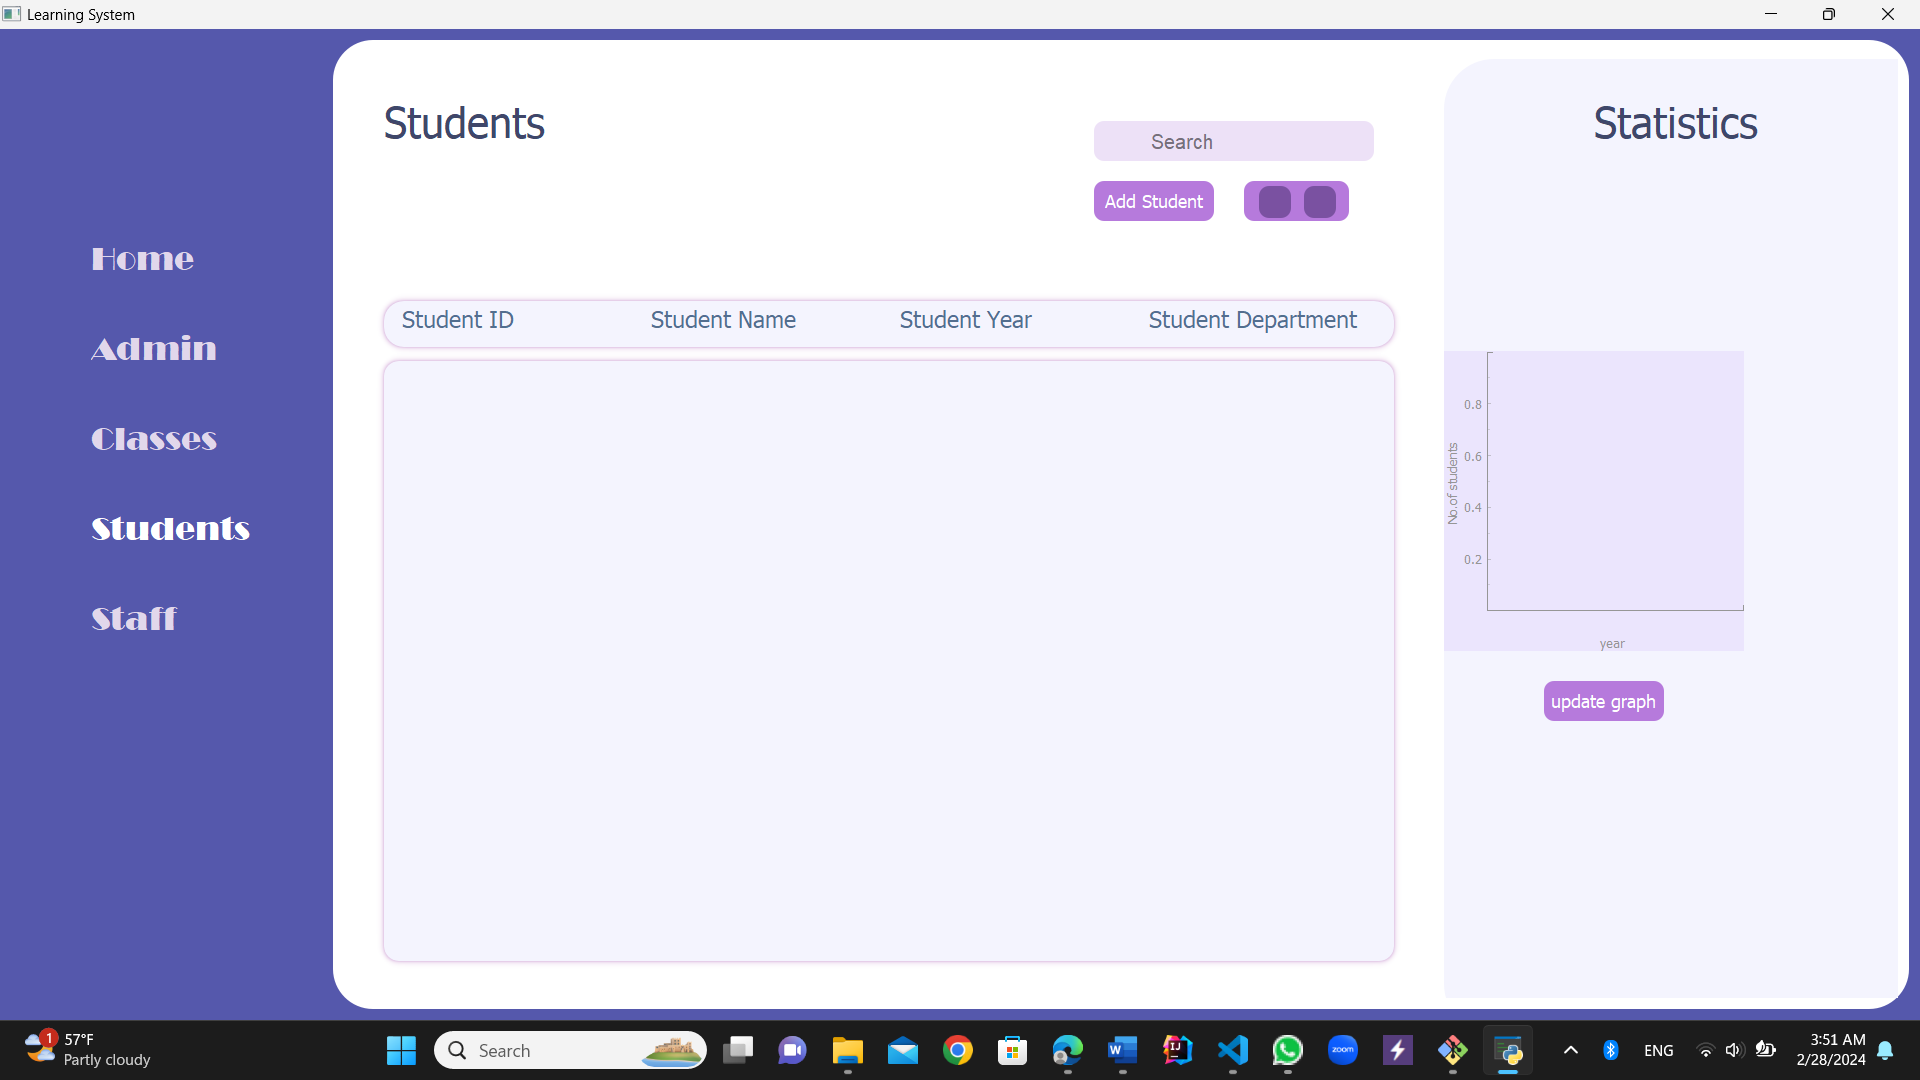 Learning System
Home
Admin
Classes
Students
Staff
Students
Search
Add Student
Student ID Student Name Student Year Student Department
Statistics
0.8
0.6
0.4
0.2
No.of students
year
update graph
1
57°F
Partly cloudy
Search
W
IJ
zoom
ENG
3:51 AM
2/28/2024